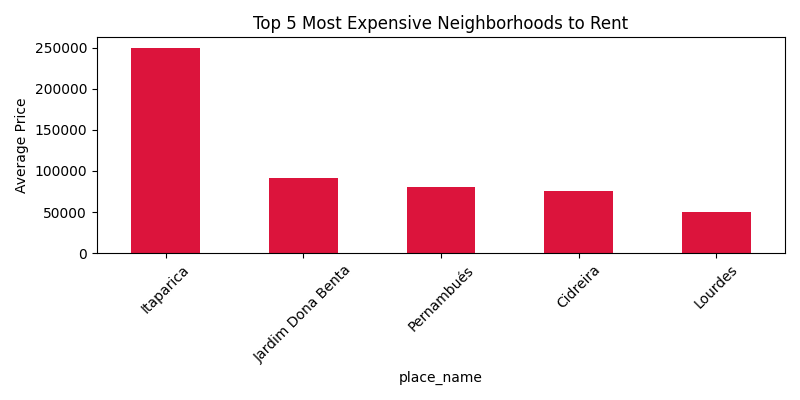 Top 5 Most Expensive Neighborhoods to Rent
Average Price
250000
200000
150000
100000
50000
0
Itaparica
Jardim Dona Benta
Pernambués
Cidreira
Lourdes
place_name